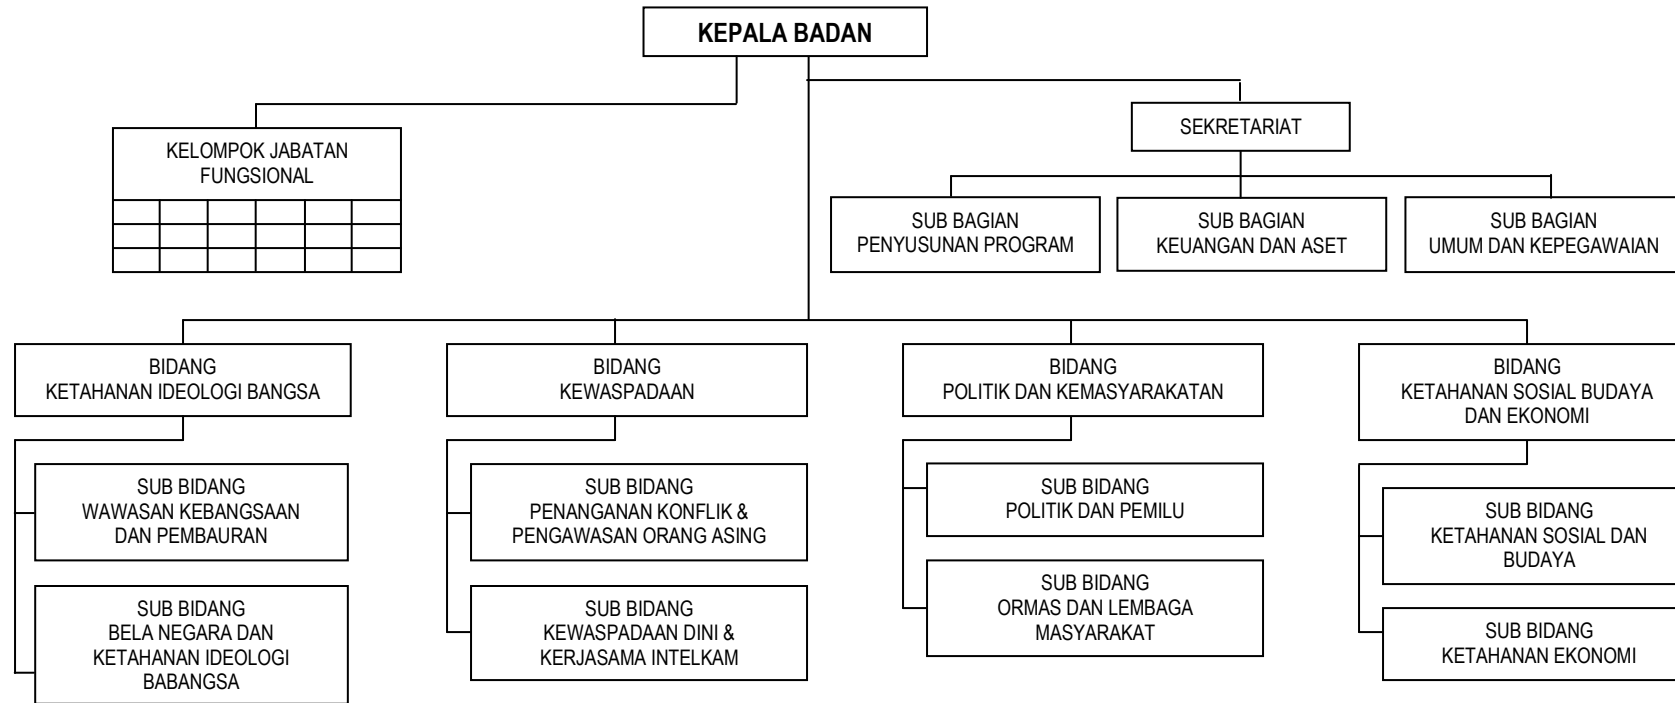 KEPALA BADAN
KELOMPOK JABATAN
FUNGSIONAL
SEKRETARIAT
SUB BAGIAN
PENYUSUNAN PROGRAM
SUB BAGIAN
KEUANGAN DAN ASET
SUB BAGIAN
UMUM DAN KEPEGAWAIAN
BIDANG
KETAHANAN IDEOLOGI BANGSA
BIDANG
KEWASPADAAN
BIDANG
POLITIK DAN KEMASYARAKATAN
BIDANG
KETAHANAN SOSIAL BUDAYA
DAN EKONOMI
SUB BIDANG
WAWASAN KEBANGSAAN
DAN PEMBAURAN
SUB BIDANG
PENANGANAN KONFLIK &
PENGAWASAN ORANG ASING
SUB BIDANG
POLITIK DAN PEMILU
SUB BIDANG
KETAHANAN SOSIAL DAN
BUDAYA
SUB BIDANG
BELA NEGARA DAN
KETAHANAN IDEOLOGI
BABANGSA
SUB BIDANG
KEWASPADAAN DINI &
KERJASAMA INTELKAM
SUB BIDANG
ORMAS DAN LEMBAGA
MASYARAKAT
SUB BIDANG
KETAHANAN EKONOMI